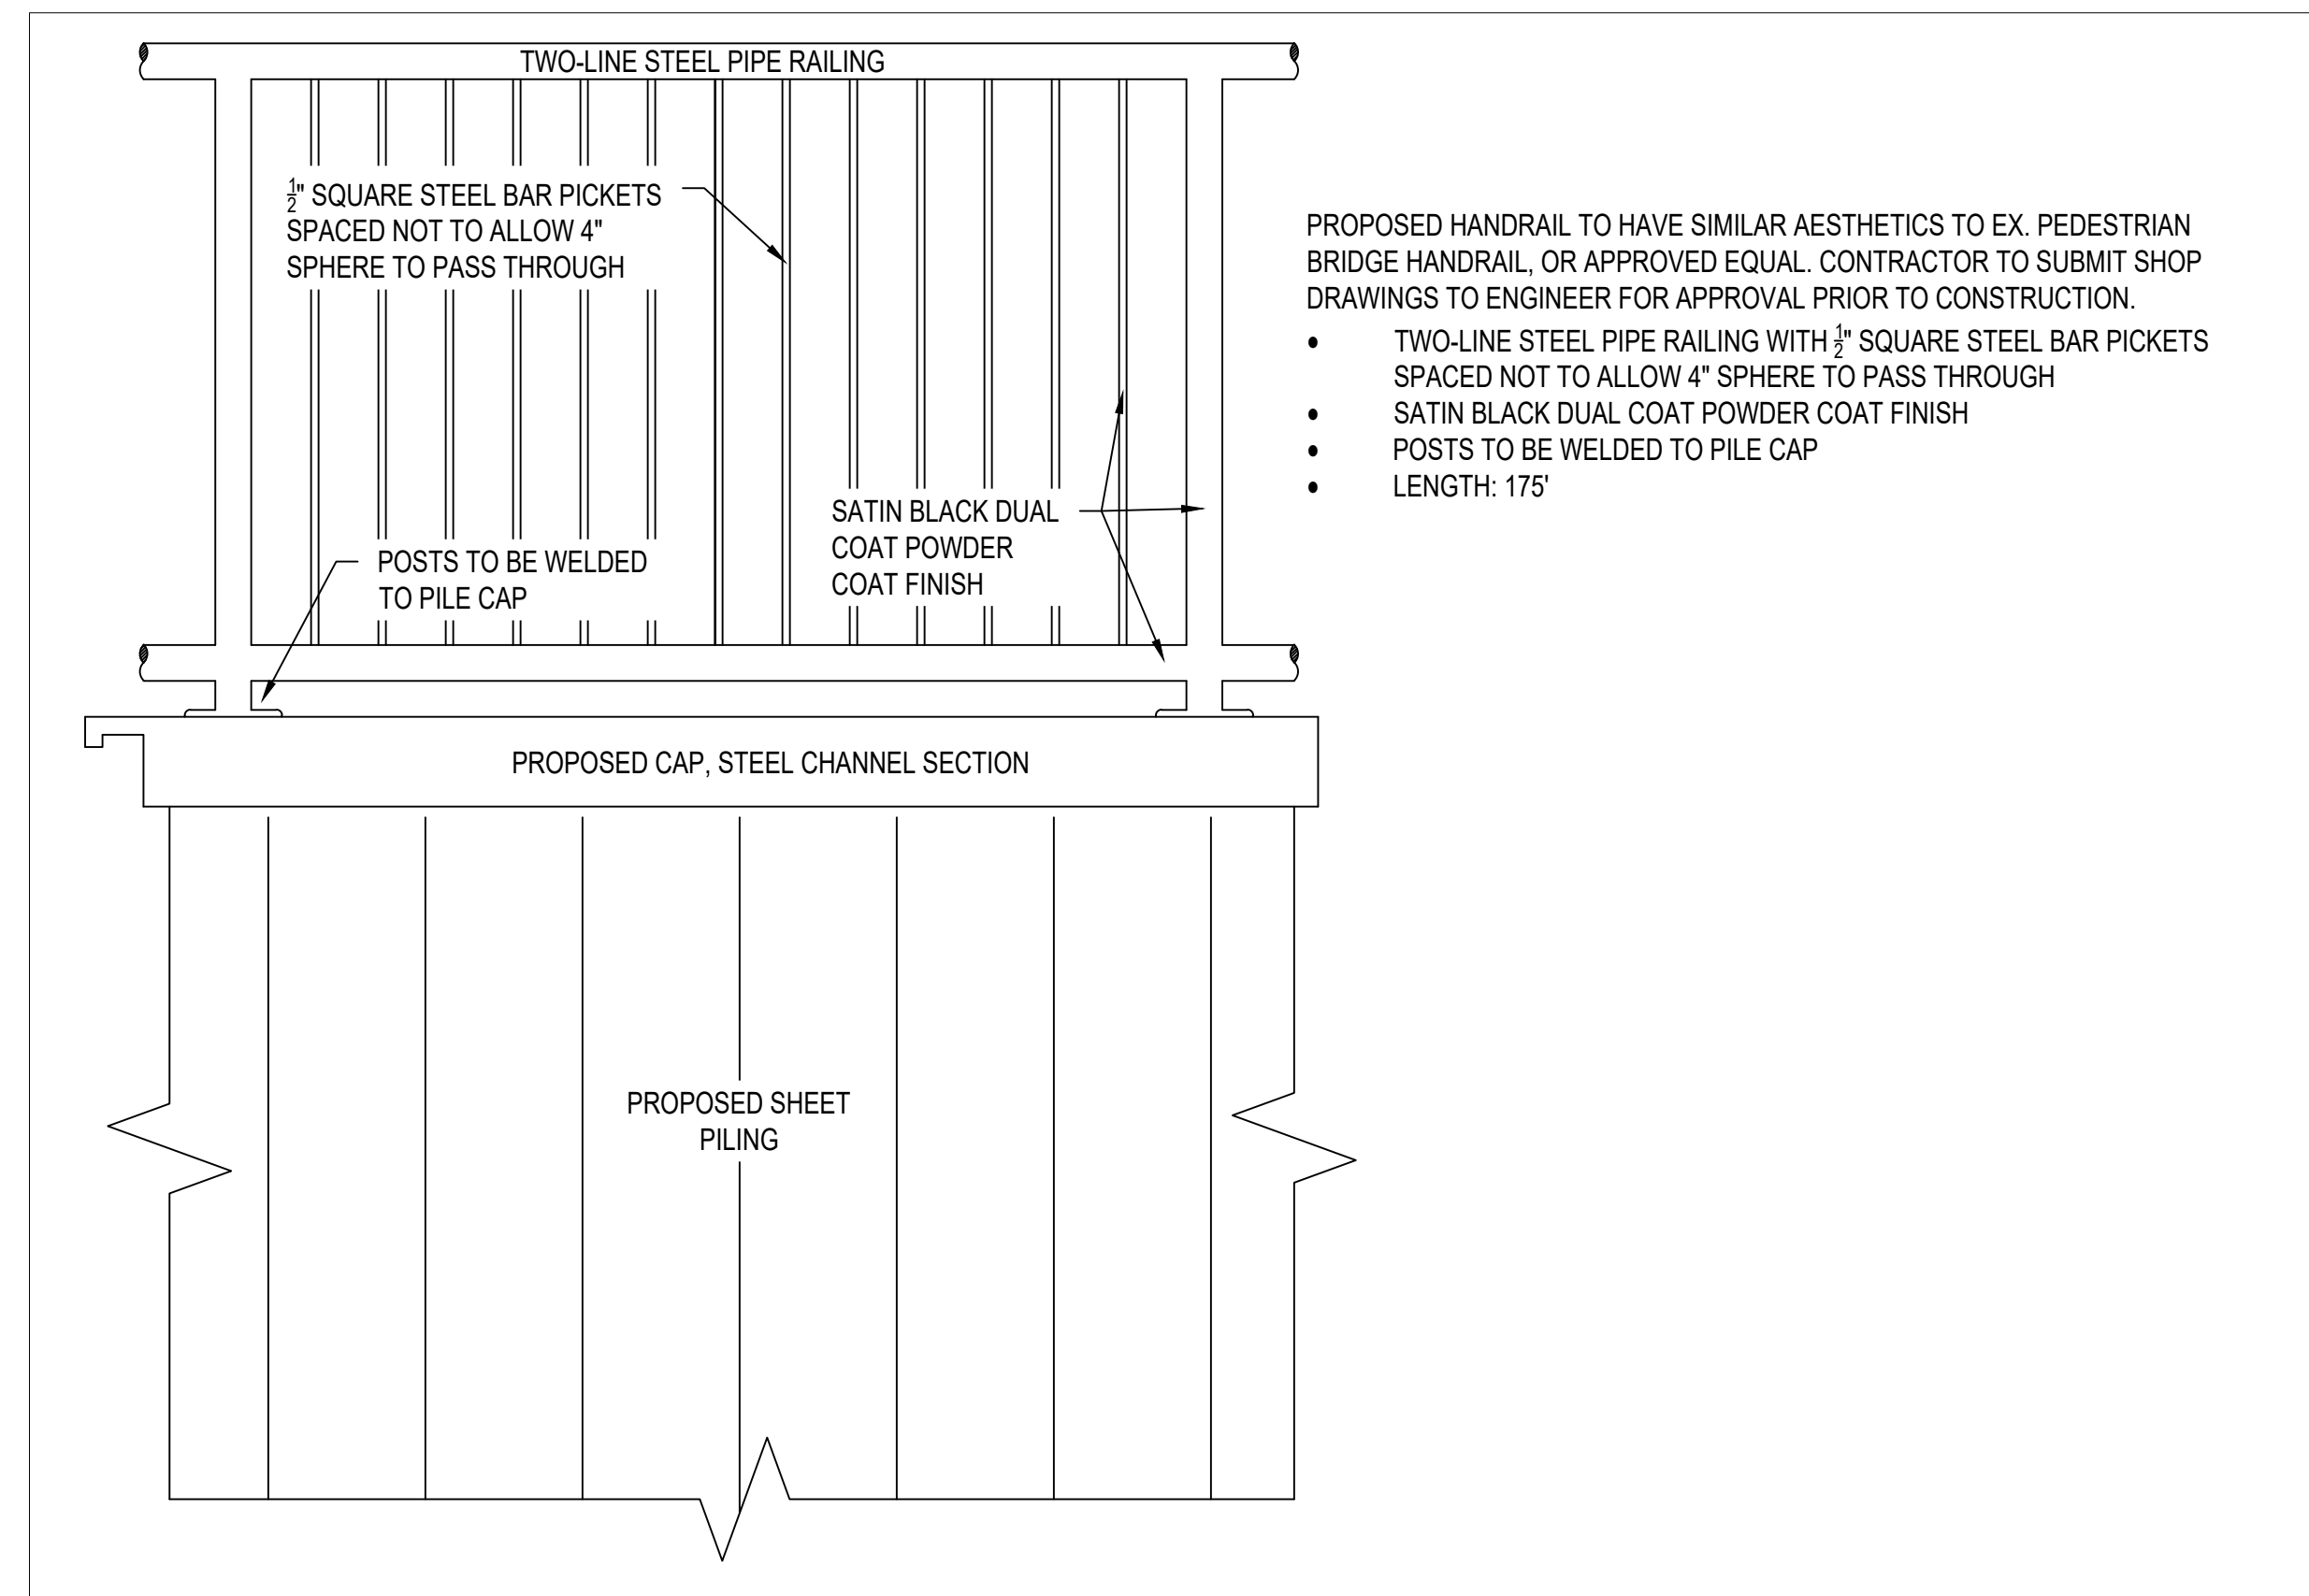 TWO-LINE STEEL PIPE RAILING
½" SQUARE STEEL BAR PICKETS
SPACED NOT TO ALLOW 4"
SPHERE TO PASS THROUGH
PROPOSED HANDRAIL TO HAVE SIMILAR AESTHETICS TO EX. PEDESTRIAN
BRIDGE HANDRAIL, OR APPROVED EQUAL. CONTRACTOR TO SUBMIT SHOP
DRAWINGS TO ENGINEER FOR APPROVAL PRIOR TO CONSTRUCTION.
• TWO-LINE STEEL PIPE RAILING WITH ½" SQUARE STEEL BAR PICKETS
SPACED NOT TO ALLOW 4" SPHERE TO PASS THROUGH
• SATIN BLACK DUAL COAT POWDER COAT FINISH
• POSTS TO BE WELDED TO PILE CAP
• LENGTH: 175'
SATIN BLACK DUAL
COAT POWDER
COAT FINISH
POSTS TO BE WELDED
TO PILE CAP
PROPOSED CAP, STEEL CHANNEL SECTION
PROPOSED SHEET
PILING